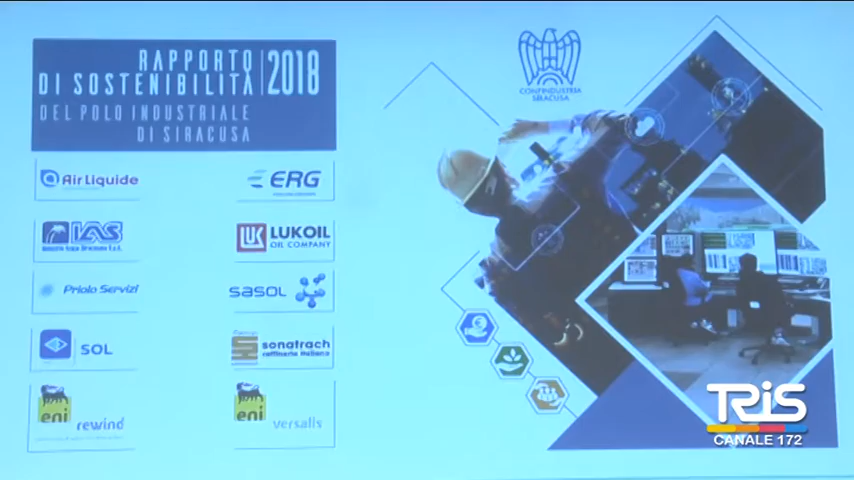 RAPPORTO
DI SOSTENIBILITÀ
2018
DEL POLO INDUSTRIALE
DI SIRACUSA
CONFINDUSTRIA
SIRACUSA
Air Liquide
ERG
IAS
LUKOIL
OIL COMPANY
Priolo Servizi
sasol
SOL
sonatrach
raffineria italiana
eni
rewind
eni
versalis
TRIS
CANALE 172